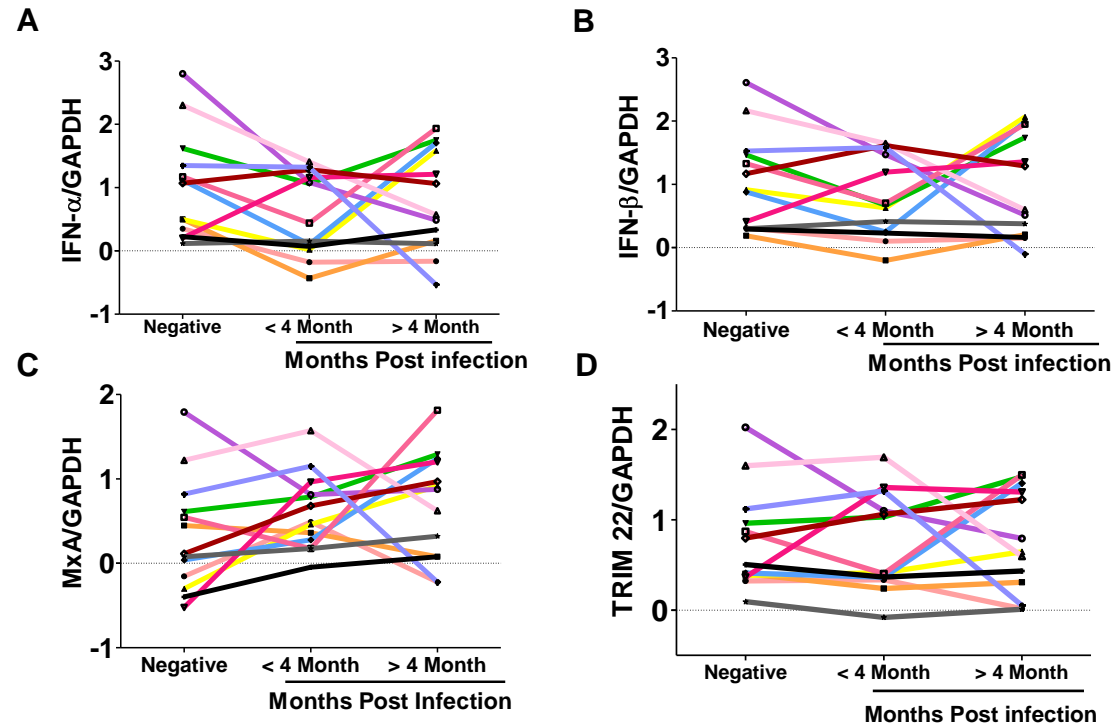 A
IFN-α/GAPDH
3
2
1
0
-1
Negative
< 4 Month
> 4 Month
Months Post infection
B
IFN-β/GAPDH
3
2
1
0
-1
Negative
< 4 Month
> 4 Month
Months Post infection
C
MxA/GAPDH
2
1
0
-1
Negative
< 4 Month
> 4 Month
Months Post Infection
D
TRIM 22/GAPDH
2
1
0
Negative
< 4 Month
> 4 Month
Months Post infection